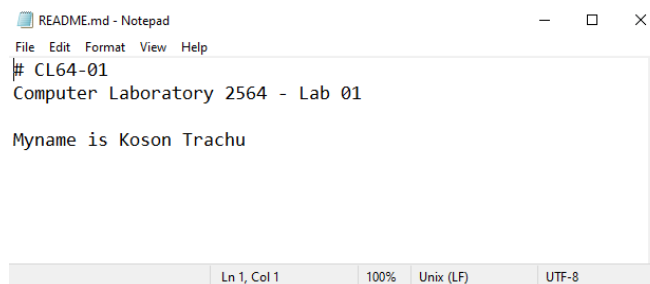 README.md - Notepad
File Edit Format View Help
# CL64-01
Computer Laboratory 2564 - Lab 01
Myname is Koson Trachu
Ln 1, Col 1 100% Unix (LF) UTF-8